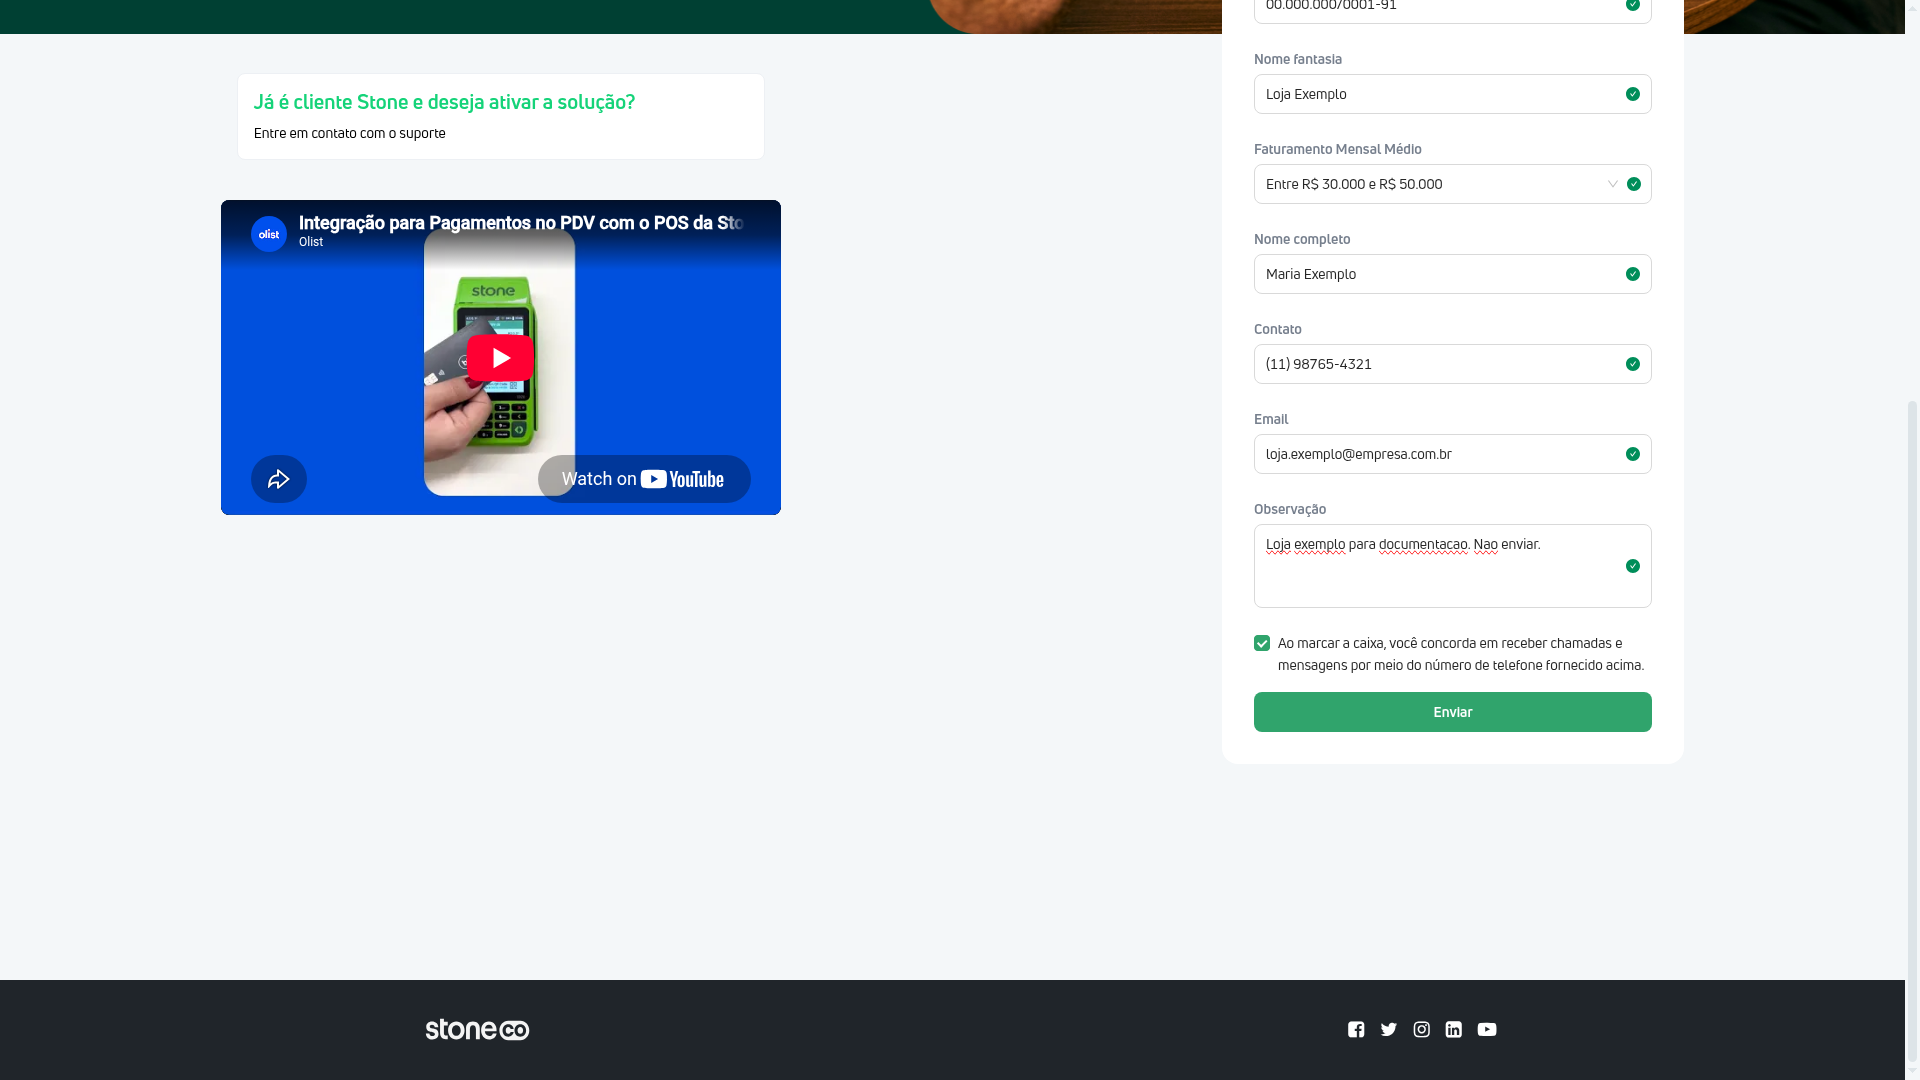 00.000.000/0001-91
Nome fantasia
Loja Exemplo
Faturamento Mensal Médio
Entre R$ 30.000 e R$ 50.000
Nome completo
Maria Exemplo
Contato
(11) 98765-4321
Email
loja.exemplo@empresa.com.br
Observação
Loja exemplo para documentacao. Nao enviar.
Ao marcar a caixa, você concorda em receber chamadas e
mensagens por meio do número de telefone fornecido acima.
Enviar
Já é cliente Stone e deseja ativar a solução?
Entre em contato com o suporte
olist
Integração para Pagamentos no PDV com o POS da Sto
Olist
stone
Watch on YouTube
stone co